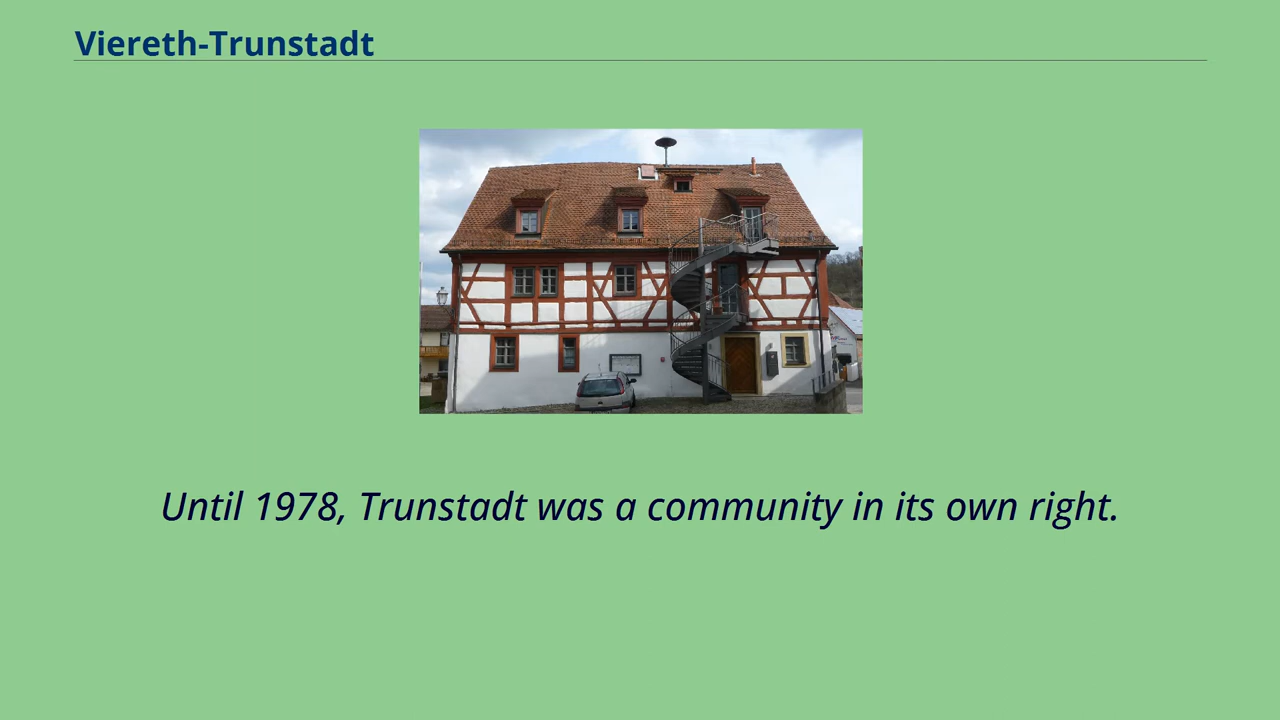 Viereth-Trunstadt
Until 1978, Trunstadt was a community in its own right.